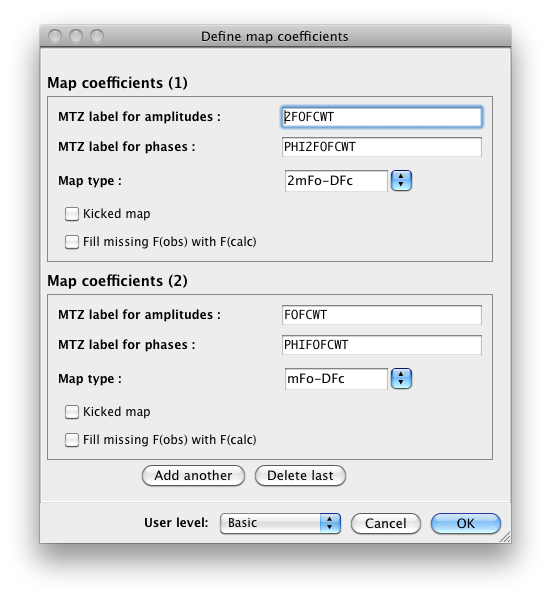 Define map coefficients
Map coefficients (1)
MTZ label for amplitudes : 2FOFCWT
MTZ label for phases : PHI2FOFCWT
Map type : 2mFo-DFc
Kicked map
Fill missing F(obs) with F(calc)
Map coefficients (2)
MTZ label for amplitudes : FOFCWT
MTZ label for phases : PHIFOFCWT
Map type : mFo-DFc
Kicked map
Fill missing F(obs) with F(calc)
Add another Delete last
User level: Basic Cancel OK